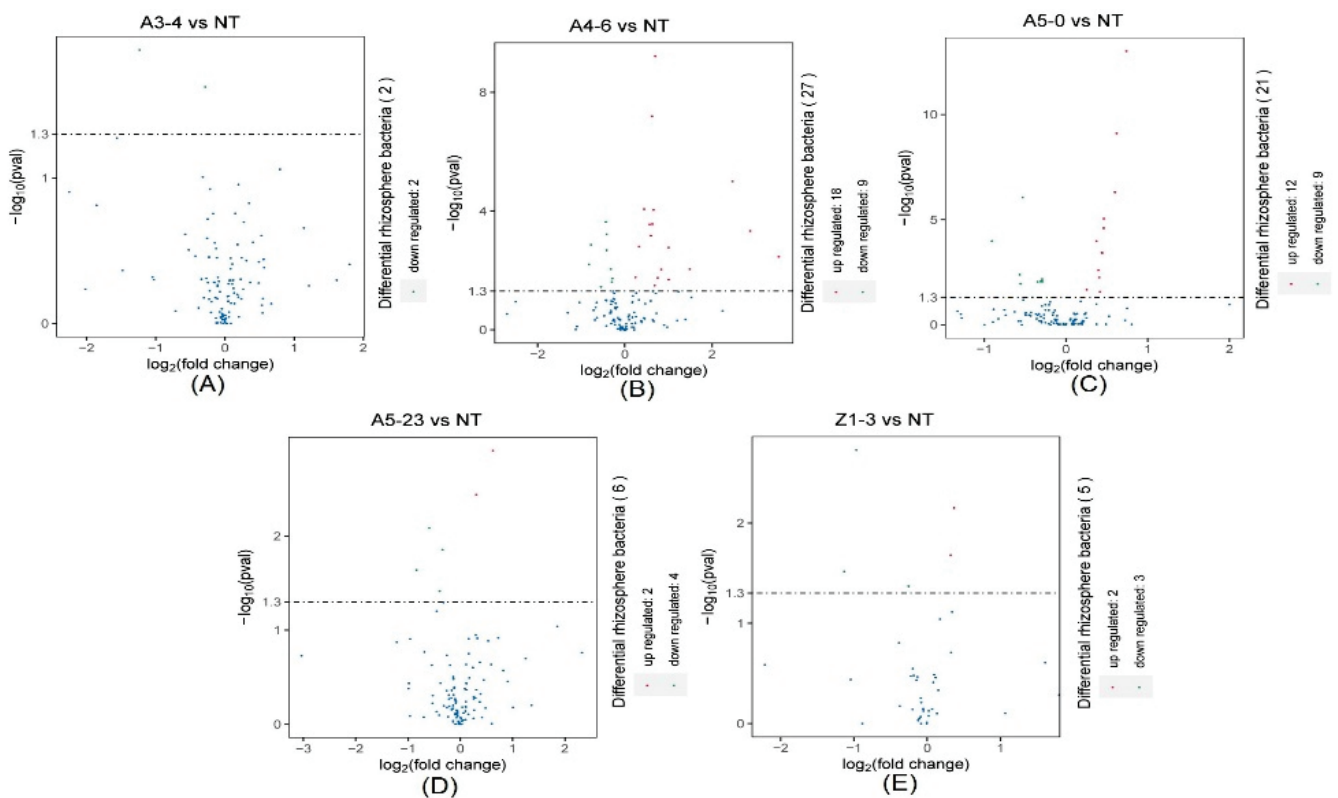 A3-4 vs NT
−log10(pval)
1.3
1
0
−2
−1
0
1
2
log2(fold change)
(A)
Differential rhizosphere bacteria ( 2 )
down regulated: 2
A4-6 vs NT
−log10(pval)
8
4
1.3
0
−2
0
2
log2(fold change)
(B)
Differential rhizosphere bacteria ( 27 )
up regulated: 18
down regulated: 9
A5-0 vs NT
−log10(pval)
10
5
1.3
0
−1
0
1
2
log2(fold change)
(C)
Differential rhizosphere bacteria ( 21 )
up regulated: 12
down regulated: 9
A5-23 vs NT
−log10(pval)
2
1.3
1
0
−3
−2
−1
0
1
2
log2(fold change)
(D)
Differential rhizosphere bacteria ( 6 )
up regulated: 2
down regulated: 4
Z1-3 vs NT
−log10(pval)
2
1.3
1
0
−2
−1
0
1
log2(fold change)
(E)
Differential rhizosphere bacteria ( 5 )
up regulated: 2
down regulated: 3